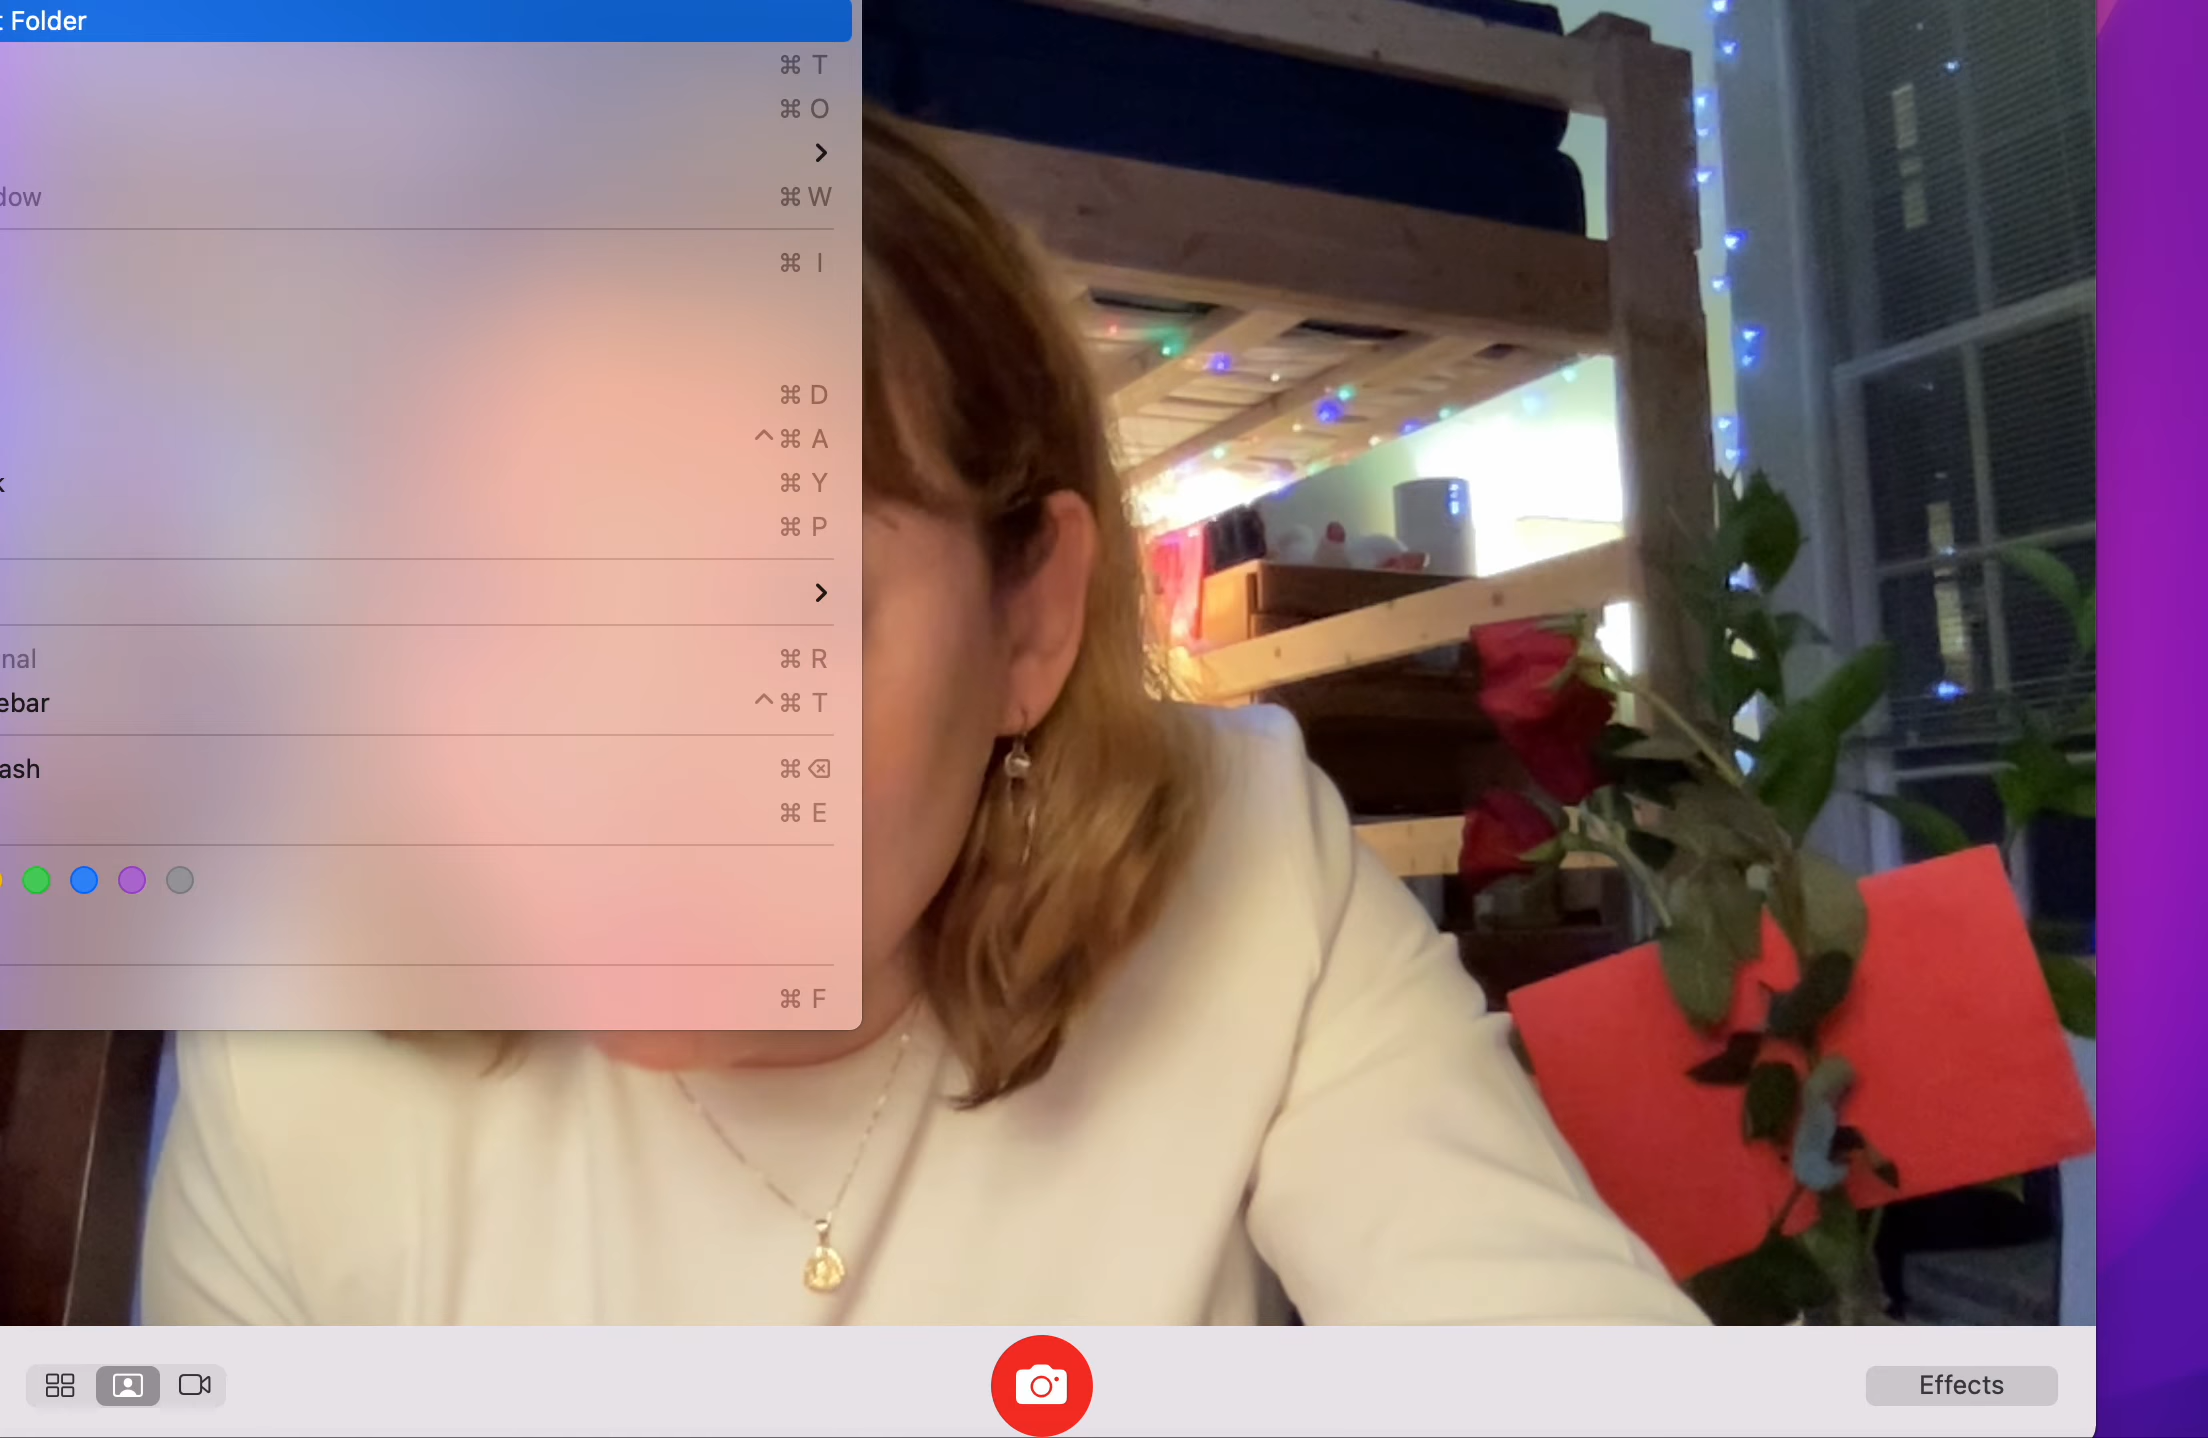 t Folder
⌘ T
⌘ O
dow ⌘ W
⌘ I
⌘ D
^ ⌘ A
k ⌘ Y
⌘ P
nal ⌘ R
ebar ^ ⌘ T
ash ⌘ ⌫
⌘ E
⌘ F
Effects